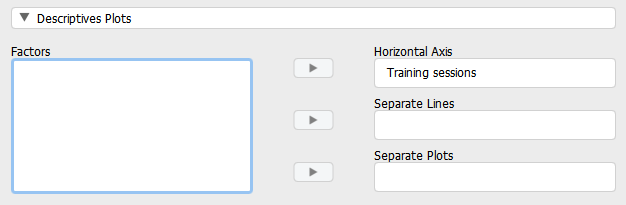 Descriptives Plots
Factors
Horizontal Axis
Training sessions
Separate Lines
Separate Plots